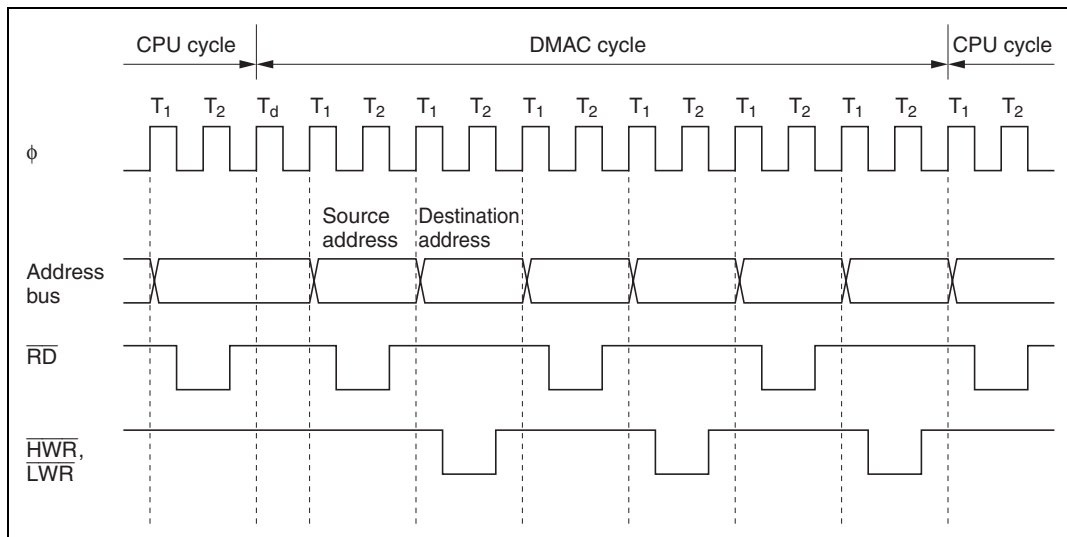 CPU cycle DMAC cycle CPU cycle
T1 T2 Td T1 T2 T1 T2 T1 T2 T1 T2 T1 T2 T1 T2 T1 T2
ϕ
Source address
Destination address
Address bus
RD
HWR,
LWR